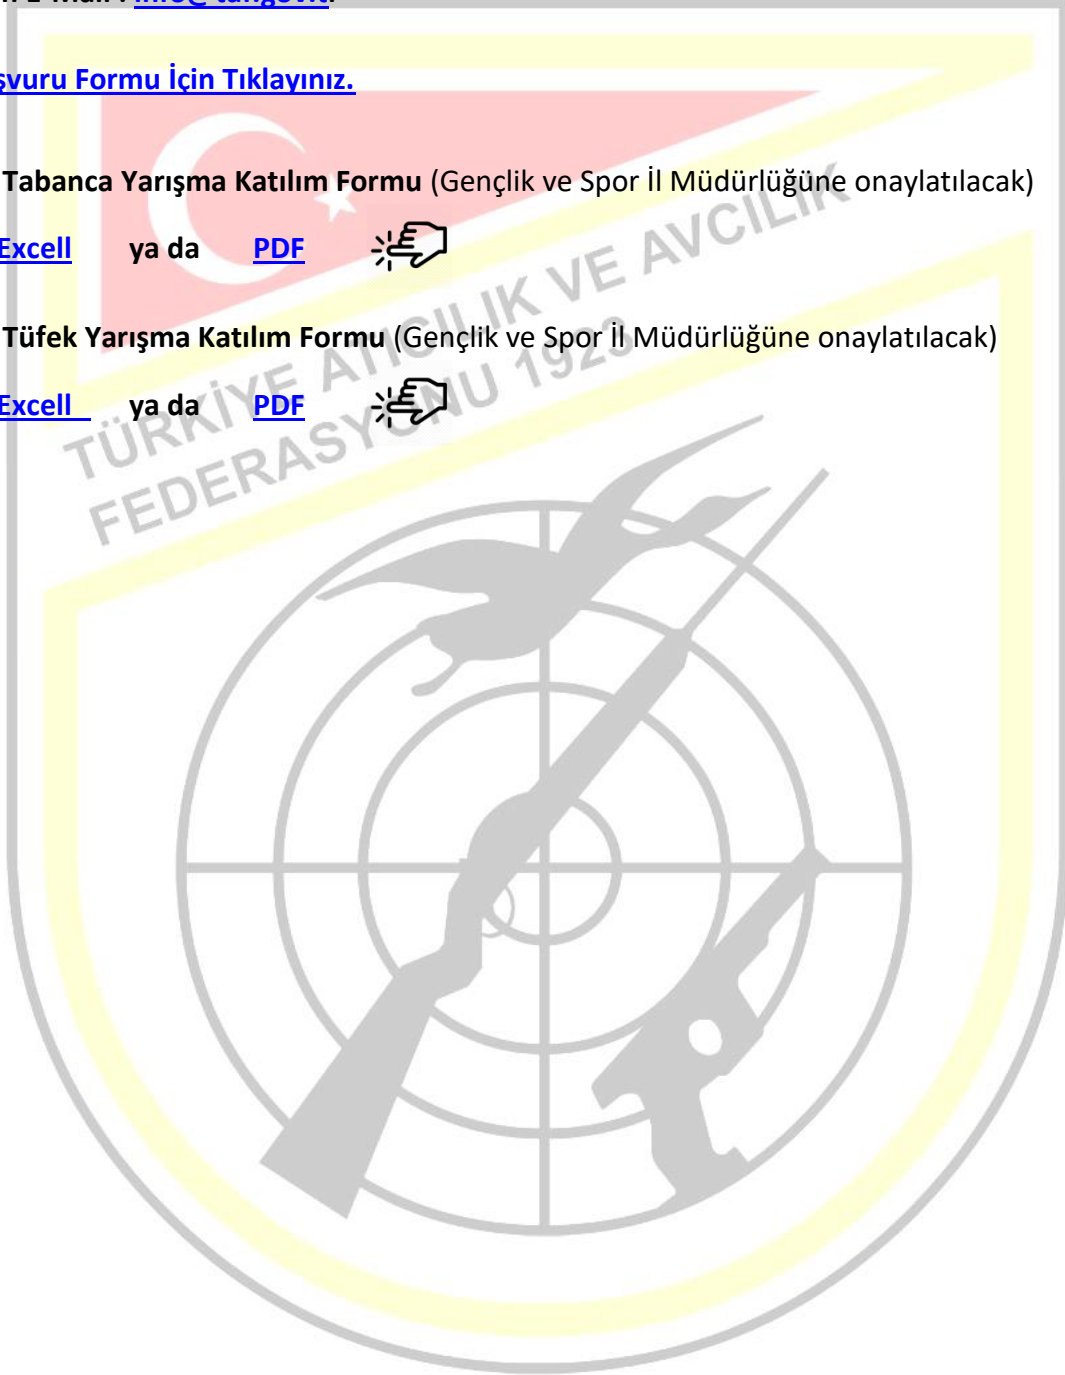 E-Mail :
şvuru Formu İçin Tıklayınız.
Tabanca Yarışma Katılım Formu (Gençlik ve Spor İl Müdürlüğüne onaylatılacak)
Excell ya da PDF
Tüfek Yarışma Katılım Formu (Gençlik ve Spor İl Müdürlüğüne onaylatılacak)
Excell ya da PDF
TÜRKİYE ATICILIK VE AVCILIK
FEDERASYONU 1923